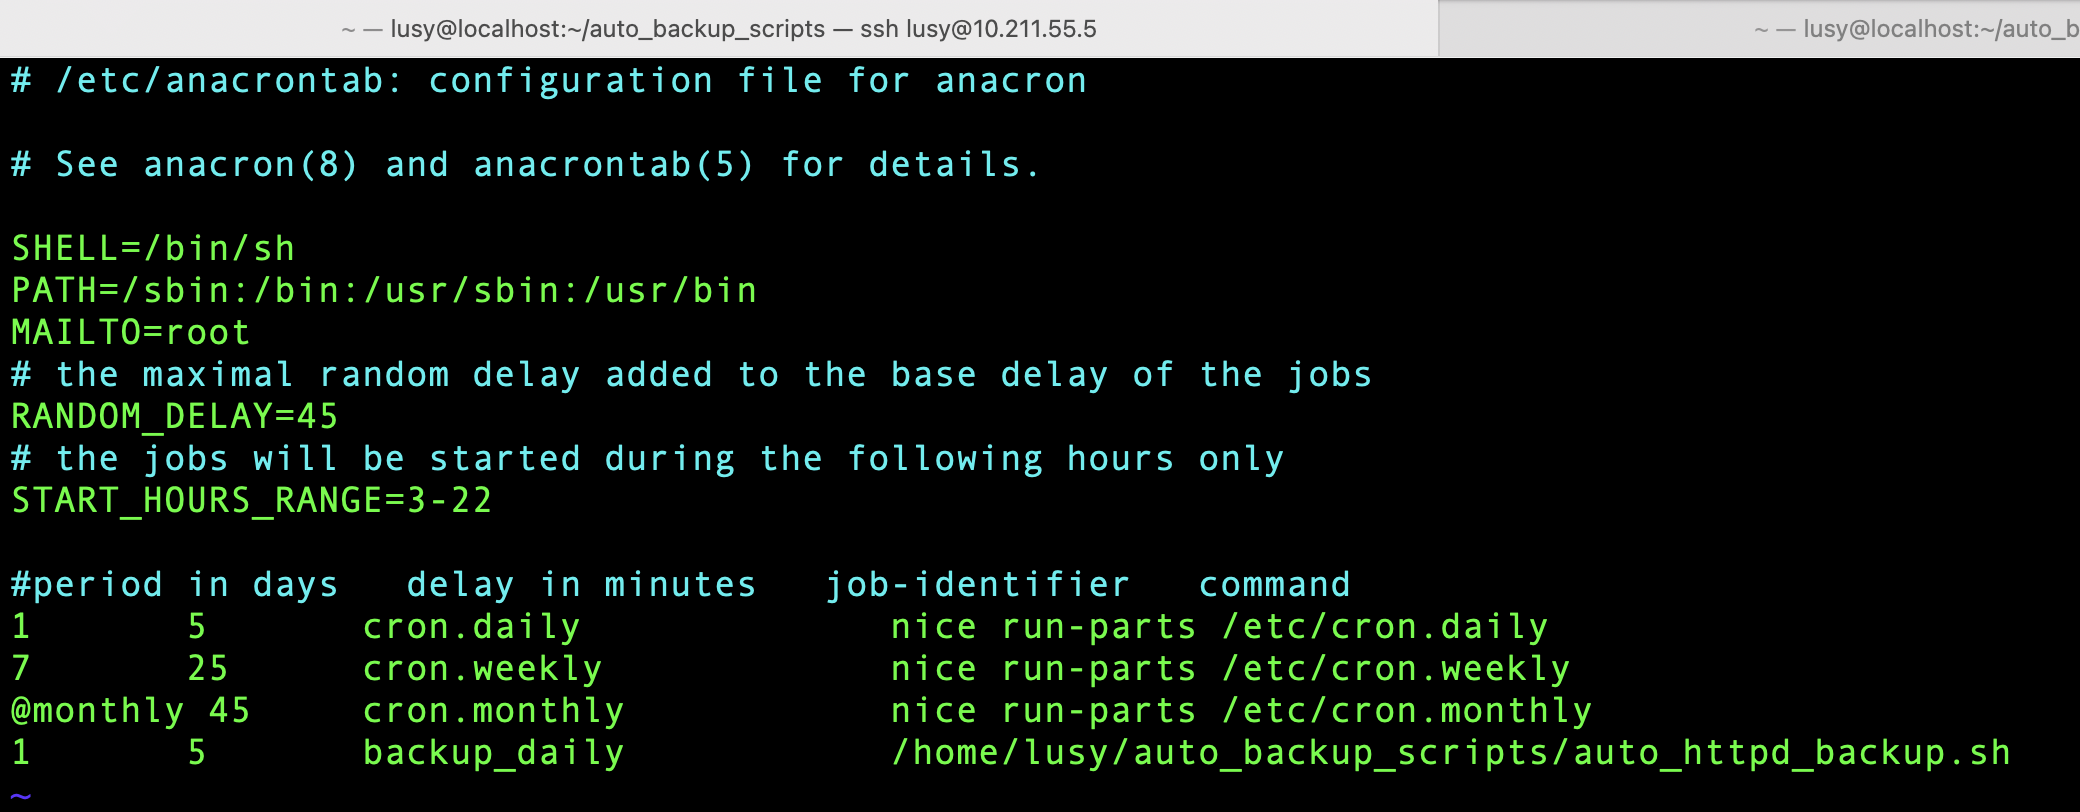 ~ — lusy@localhost:~/auto_backup_scripts — ssh lusy@10.211.55.5
~ — lusy@localhost:~/auto_b
# /etc/anacrontab: configuration file for anacron
# See anacron(8) and anacrontab(5) for details.
SHELL=/bin/sh
PATH=/sbin:/bin:/usr/sbin:/usr/bin
MAILTO=root
# the maximal random delay added to the base delay of the jobs
RANDOM_DELAY=45
# the jobs will be started during the following hours only
START_HOURS_RANGE=3-22
#period in days   delay in minutes   job-identifier   command
1       5       cron.daily              nice run-parts /etc/cron.daily
7       25      cron.weekly             nice run-parts /etc/cron.weekly
@monthly 45     cron.monthly            nice run-parts /etc/cron.monthly
1       5       backup_daily            /home/lusy/auto_backup_scripts/auto_httpd_backup.sh
~